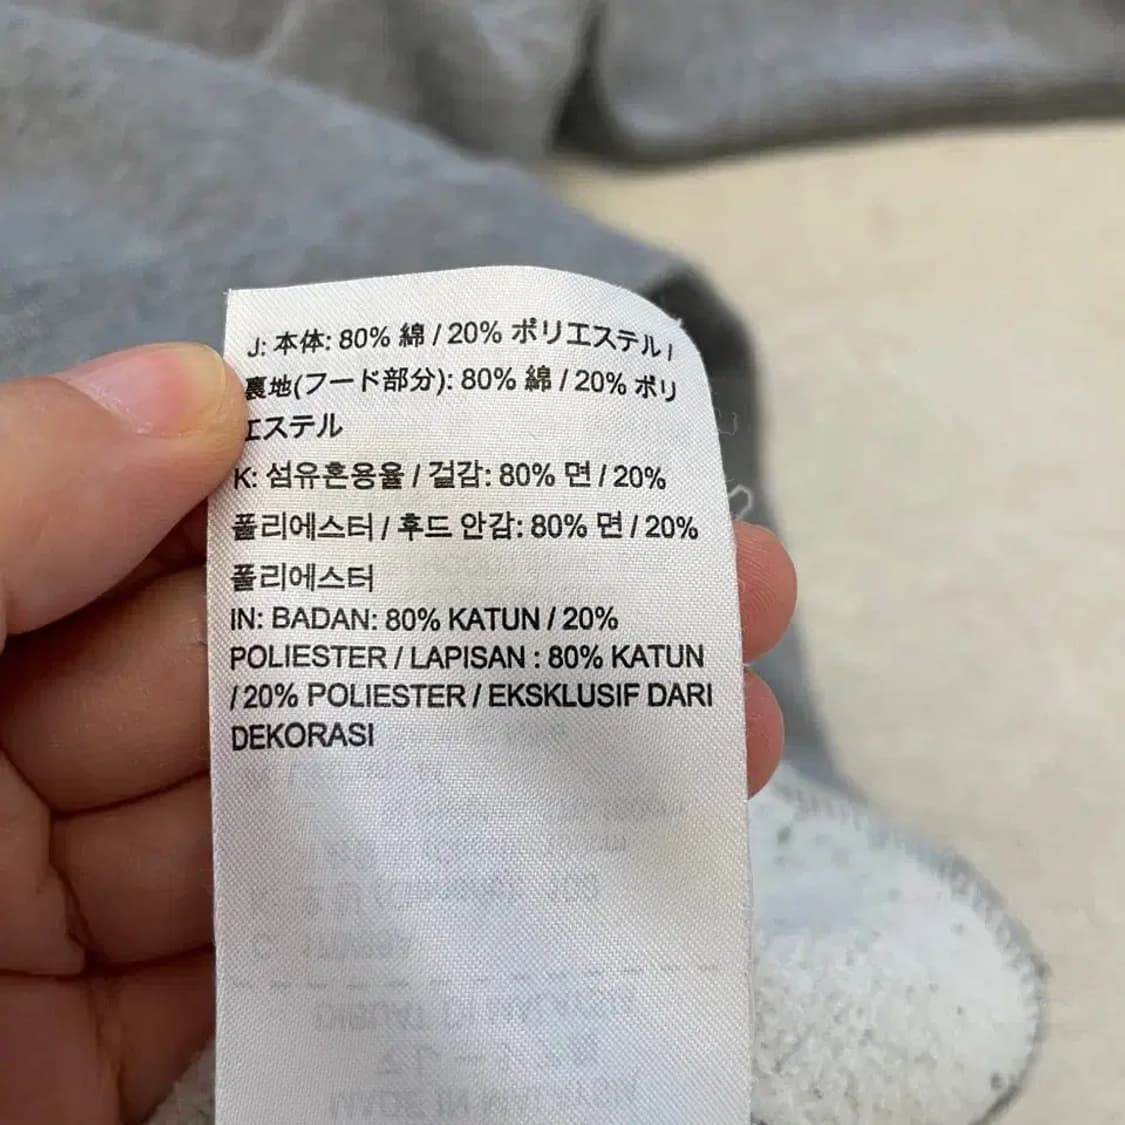 J: 本体: 80% 綿 / 20% ポリエステル /
裏地(フード部分): 80% 綿 / 20% ポリ
エステル
K: 섬유혼용율 / 겉감: 80% 면 / 20%
폴리에스터 / 후드 안감: 80% 면 / 20%
폴리에스터
IN: BADAN: 80% KATUN / 20%
POLIESTER / LAPISAN : 80% KATUN
/ 20% POLIESTER / EKSKLUSIF DARI
DEKORASI